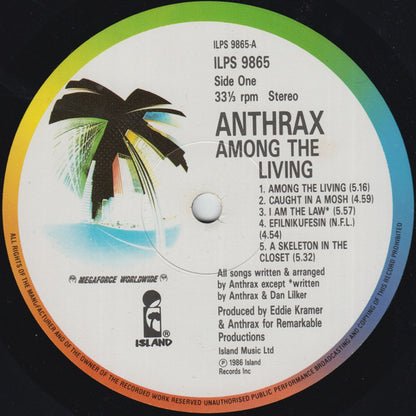 ILPS 9865-A
ILPS 9865
Side One
33⅓ rpm Stereo
ANTHRAX
AMONG THE
LIVING
1. AMONG THE LIVING (5.16)
2. CAUGHT IN A MOSH (4.59)
3. I AM THE LAW* (5.57)
4. EFILNIKUFESIN (N.F.L.)
(4.54)
5. A SKELETON IN THE
CLOSET (5.32)
All songs written & arranged
by Anthrax except *written
by Anthrax & Dan Lilker
Produced by Eddie Kramer
& Anthrax for Remarkable
Productions
Island Music Ltd
℗ 1986 Island
Records Inc
MEGAFORCE WORLDWIDE
ISLAND®
ALL RIGHTS OF THE MANUFACTURER AND OF THE OWNER OF THE RECORDED WORK RESERVED UNAUTHORISED PUBLIC PERFORMANCE BROADCASTING AND COPYING OF THIS RECORD PROHIBITED